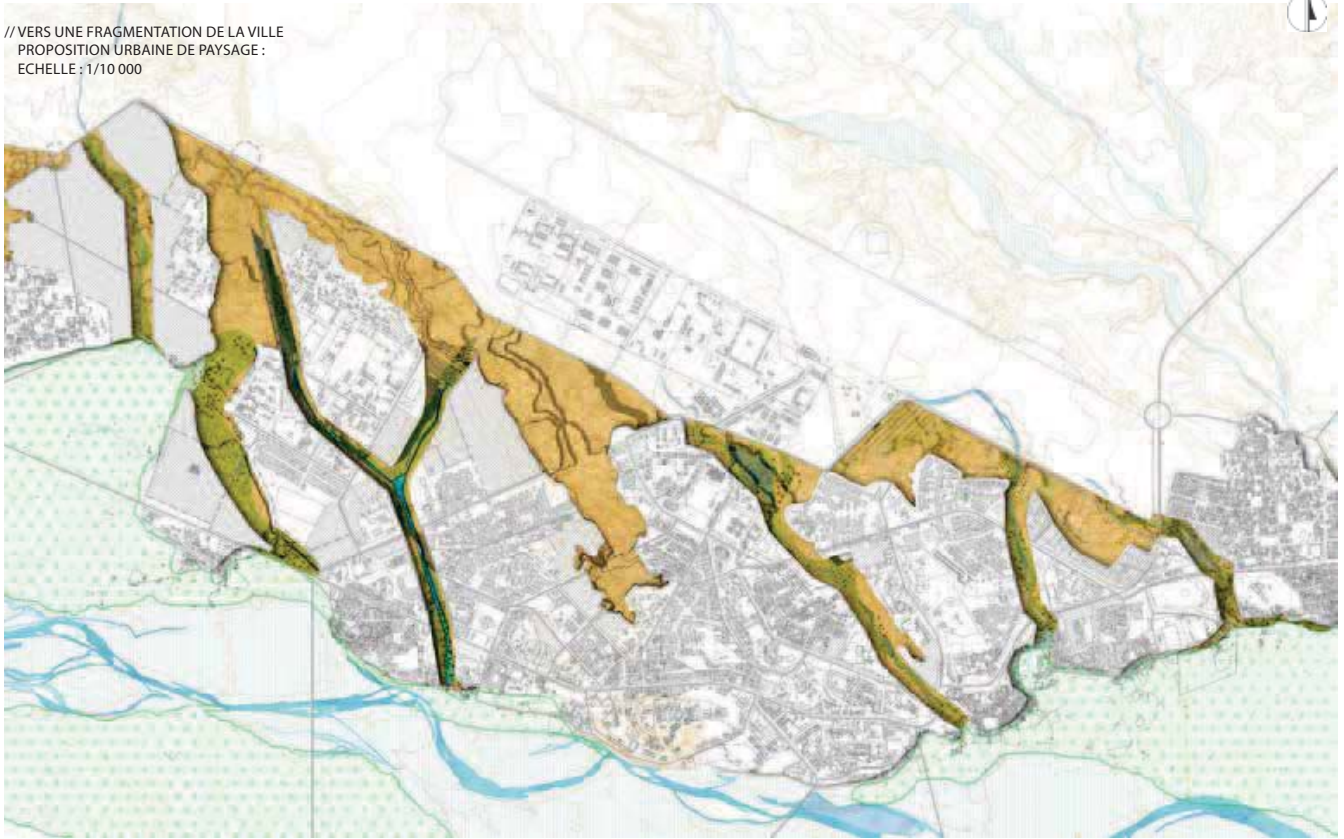 // VERS UNE FRAGMENTATION DE LA VILLE
PROPOSITION URBAINE DE PAYSAGE :
ECHELLE : 1/10 000